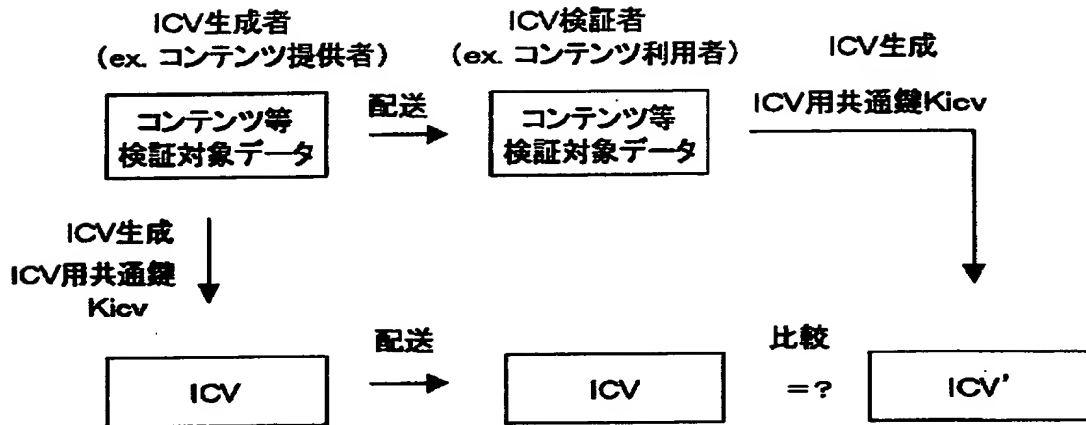 ICV生成者
(ex. コンテンツ提供者)
ICV検証者
(ex. コンテンツ利用者)
ICV生成
ICV用共通鍵Kicv
コンテンツ等
検証対象データ
配送
コンテンツ等
検証対象データ
ICV生成
ICV用共通鍵
Kicv
ICV
配送
ICV
比較
=?
ICV'